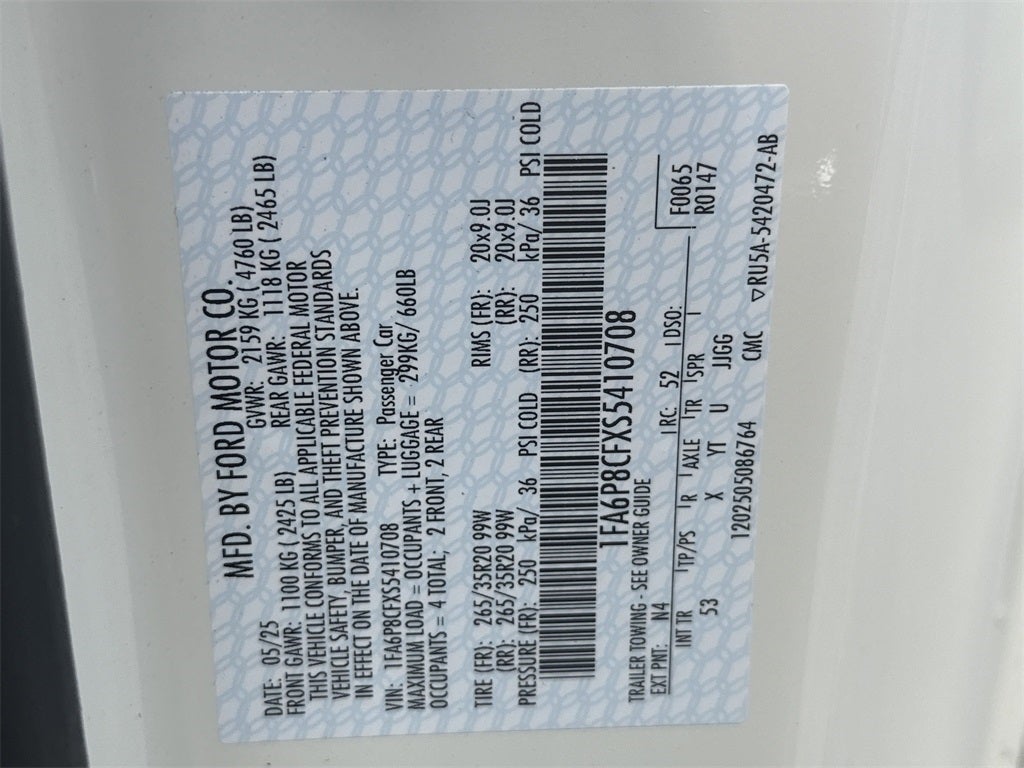 MFD. BY FORD MOTOR CO.
DATE: 05/25 GVWR: 2159 KG ( 4760 LB)
FRONT GAWR: 1100 KG ( 2425 LB) REAR GAWR: 1118 KG ( 2465 LB)
THIS VEHICLE CONFORMS TO ALL APPLICABLE FEDERAL MOTOR
VEHICLE SAFETY, BUMPER, AND THEFT PREVENTION STANDARDS
IN EFFECT ON THE DATE OF MANUFACTURE SHOWN ABOVE.
VIN: 1FA6P8CFXS5410708 TYPE: Passenger Car
MAXIMUM LOAD = OCCUPANTS + LUGGAGE = 299KG/ 660LB
OCCUPANTS = 4 TOTAL; 2 FRONT, 2 REAR
TIRE (FR): 265/35R20 99W RIMS (FR): 20x9.0J
(RR): 265/35R20 99W (RR): 20x9.0J
PRESSURE (FR): 250 kPa/ 36 PSI COLD (RR): 250 kPa/ 36 PSI COLD
1FA6P8CFXS5410708
TRAILER TOWING - SEE OWNER GUIDE
F0065
R0147
EXT PNT: N4 RC: 52 DSO:
INT TR TP/PS R AXLE TR SPR
53 X YT U JJGG
120250508​6764 CMC ▽RU5A-5420472-AB